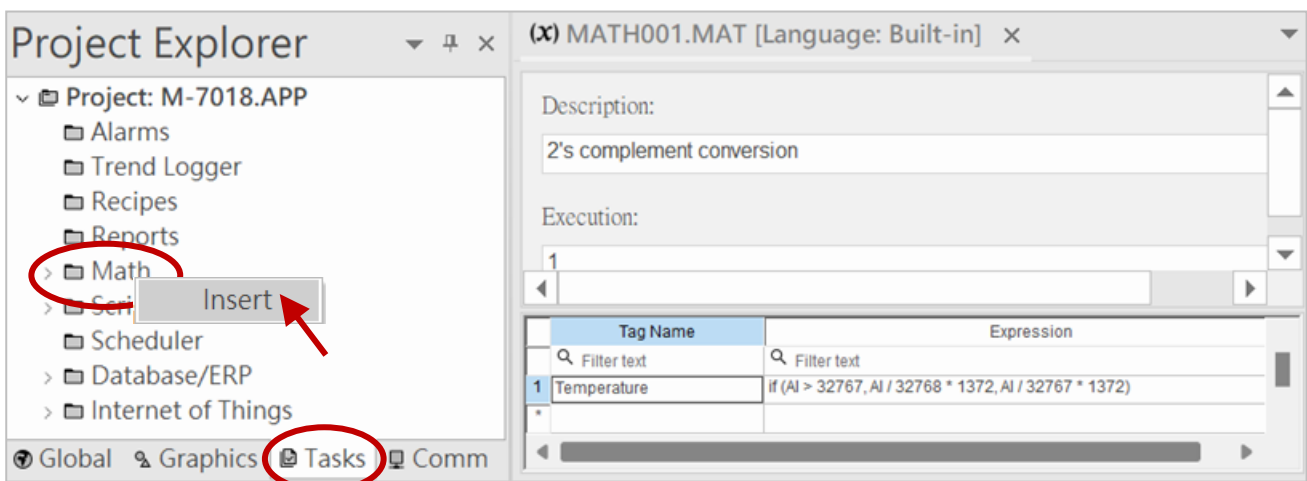 Project Explorer
Project: M-7018.APP
Alarms
Trend Logger
Recipes
Reports
Math
Insert
Scheduler
Database/ERP
Internet of Things
Global Graphics Tasks Comm
(x) MATH001.MAT [Language: Built-in]
Description:
2's complement conversion
Execution:
1
Tag Name Expression
Filter text Filter text
1 Temperature if (AI > 32767, AI / 32768 * 1372, AI / 32767 * 1372)
*